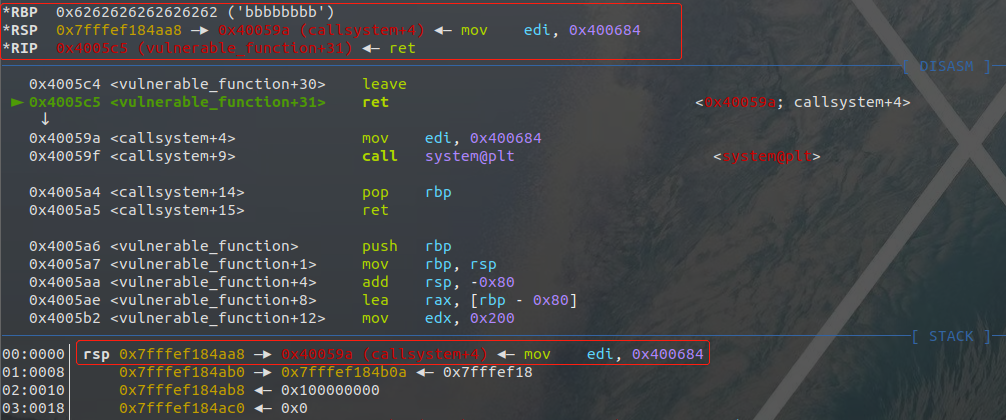 *RBP  0x6262626262626262 ('bbbbbbbb')
*RSP  0x7fffef184aa8 —▸ 0x40059a (callsystem+4) ◂— mov    edi, 0x400684
*RIP  0x4005c5 (vulnerable_function+31) ◂— ret
[ DISASM ]
0x4005c4 <vulnerable_function+30>    leave
► 0x4005c5 <vulnerable_function+31>    ret    <0x40059a; callsystem+4>
↓
0x40059a <callsystem+4>    mov    edi, 0x400684
0x40059f <callsystem+9>    call   system@plt    <system@plt>
0x4005a4 <callsystem+14>    pop    rbp
0x4005a5 <callsystem+15>    ret
0x4005a6 <vulnerable_function>    push   rbp
0x4005a7 <vulnerable_function+1>    mov    rbp, rsp
0x4005aa <vulnerable_function+4>    add    rsp, -0x80
0x4005ae <vulnerable_function+8>    lea    rax, [rbp - 0x80]
0x4005b2 <vulnerable_function+12>    mov    edx, 0x200
[ STACK ]
00:0000│ rsp 0x7fffef184aa8 —▸ 0x40059a (callsystem+4) ◂— mov    edi, 0x400684
01:0008│     0x7fffef184ab0 —▸ 0x7fffef184b0a ◂— 0x7fffef18
02:0010│     0x7fffef184ab8 ◂— 0x100000000
03:0018│     0x7fffef184ac0 ◂— 0x0